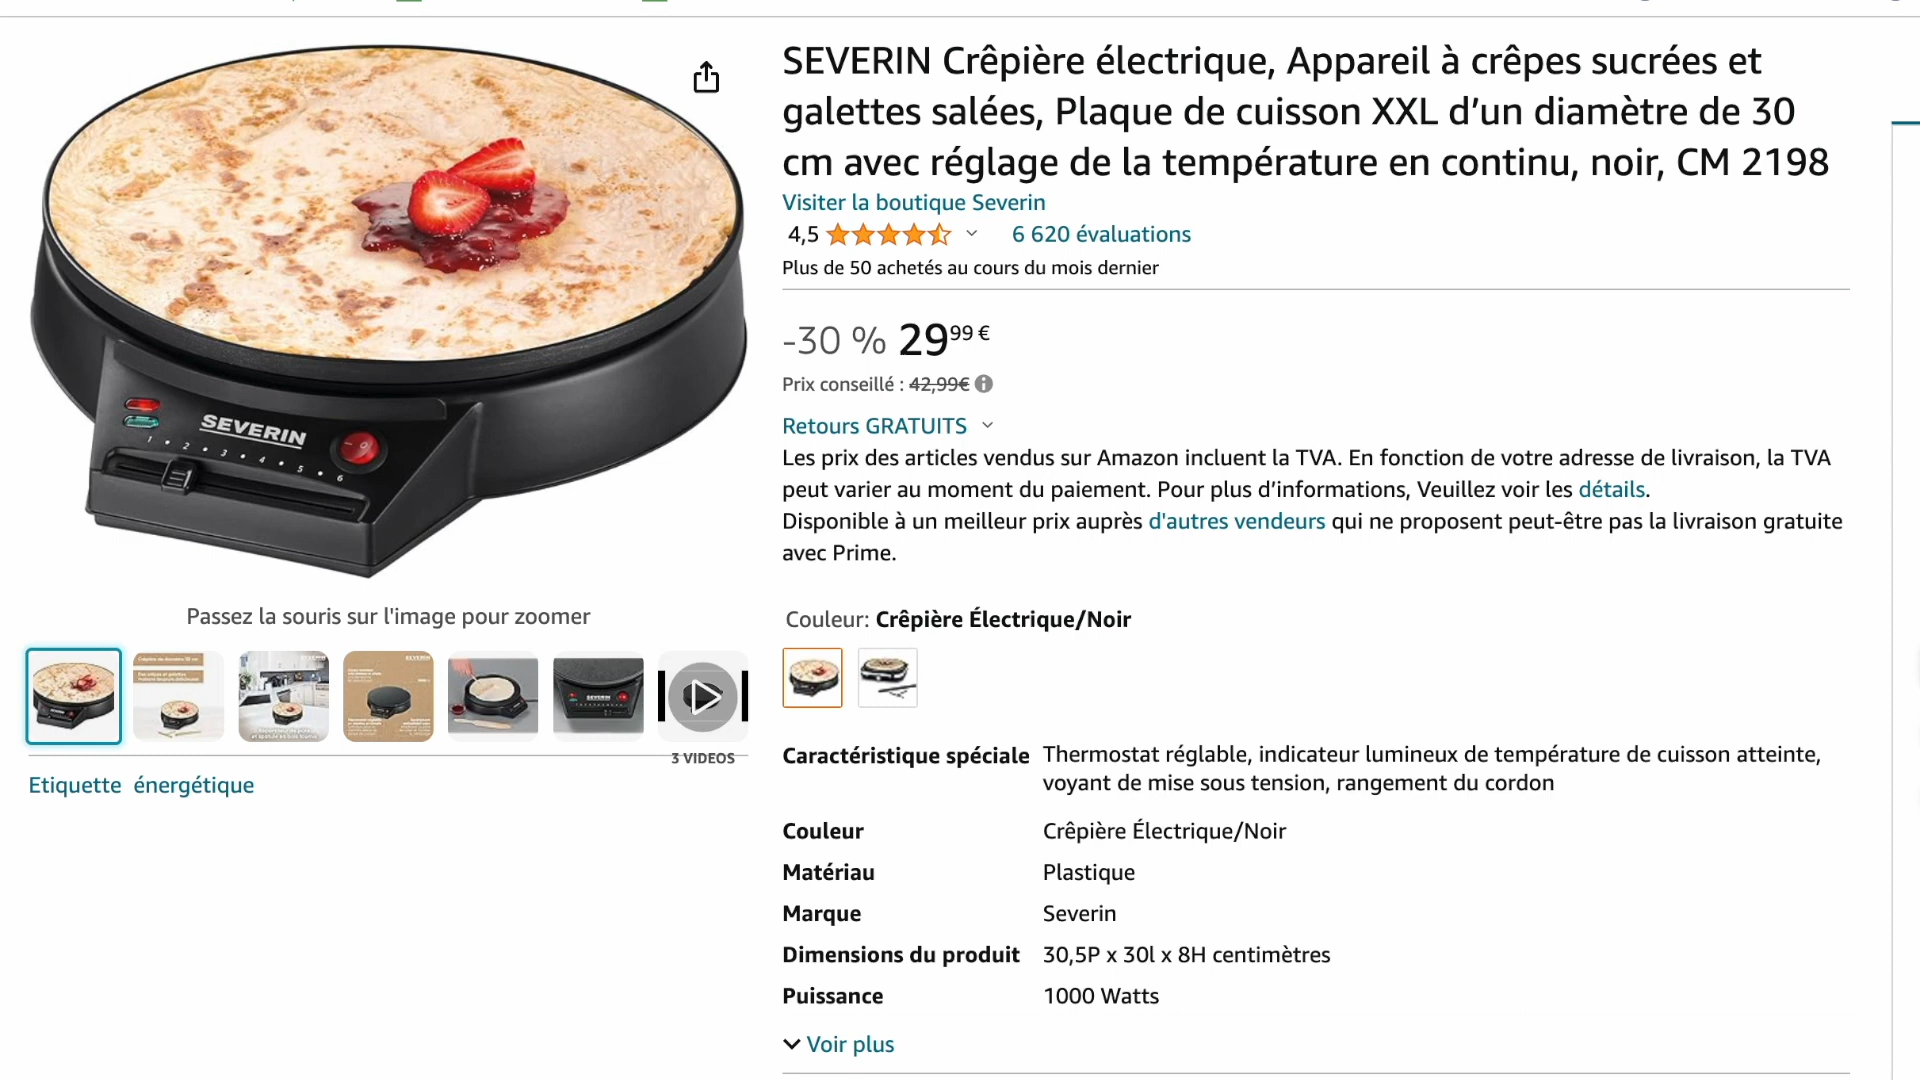 SEVERIN Crêpière électrique, Appareil à crêpes sucrées et
galettes salées, Plaque de cuisson XXL d’un diamètre de 30
cm avec réglage de la température en continu, noir, CM 2198
Visiter la boutique Severin
4,5
6 620 évaluations
Plus de 50 achetés au cours du mois dernier
-30 % 29,99 €
Prix conseillé : 42,99€
Retours GRATUITS
Les prix des articles vendus sur Amazon incluent la TVA. En fonction de votre adresse de livraison, la TVA
peut varier au moment du paiement. Pour plus d’informations, Veuillez voir les détails.
Disponible à un meilleur prix auprès d'autres vendeurs qui ne proposent peut-être pas la livraison gratuite
avec Prime.
SEVERIN
1 • 2 • 3 • 4 • 5 • 6
Passez la souris sur l'image pour zoomer
3 VIDEOS
Etiquette énergétique
Couleur: Crêpière Électrique/Noir
Caractéristique spéciale Thermostat réglable, indicateur lumineux de température de cuisson atteinte,
voyant de mise sous tension, rangement du cordon
Couleur Crêpière Électrique/Noir
Matériau Plastique
Marque Severin
Dimensions du produit 30,5P x 30l x 8H centimètres
Puissance 1000 Watts
Voir plus